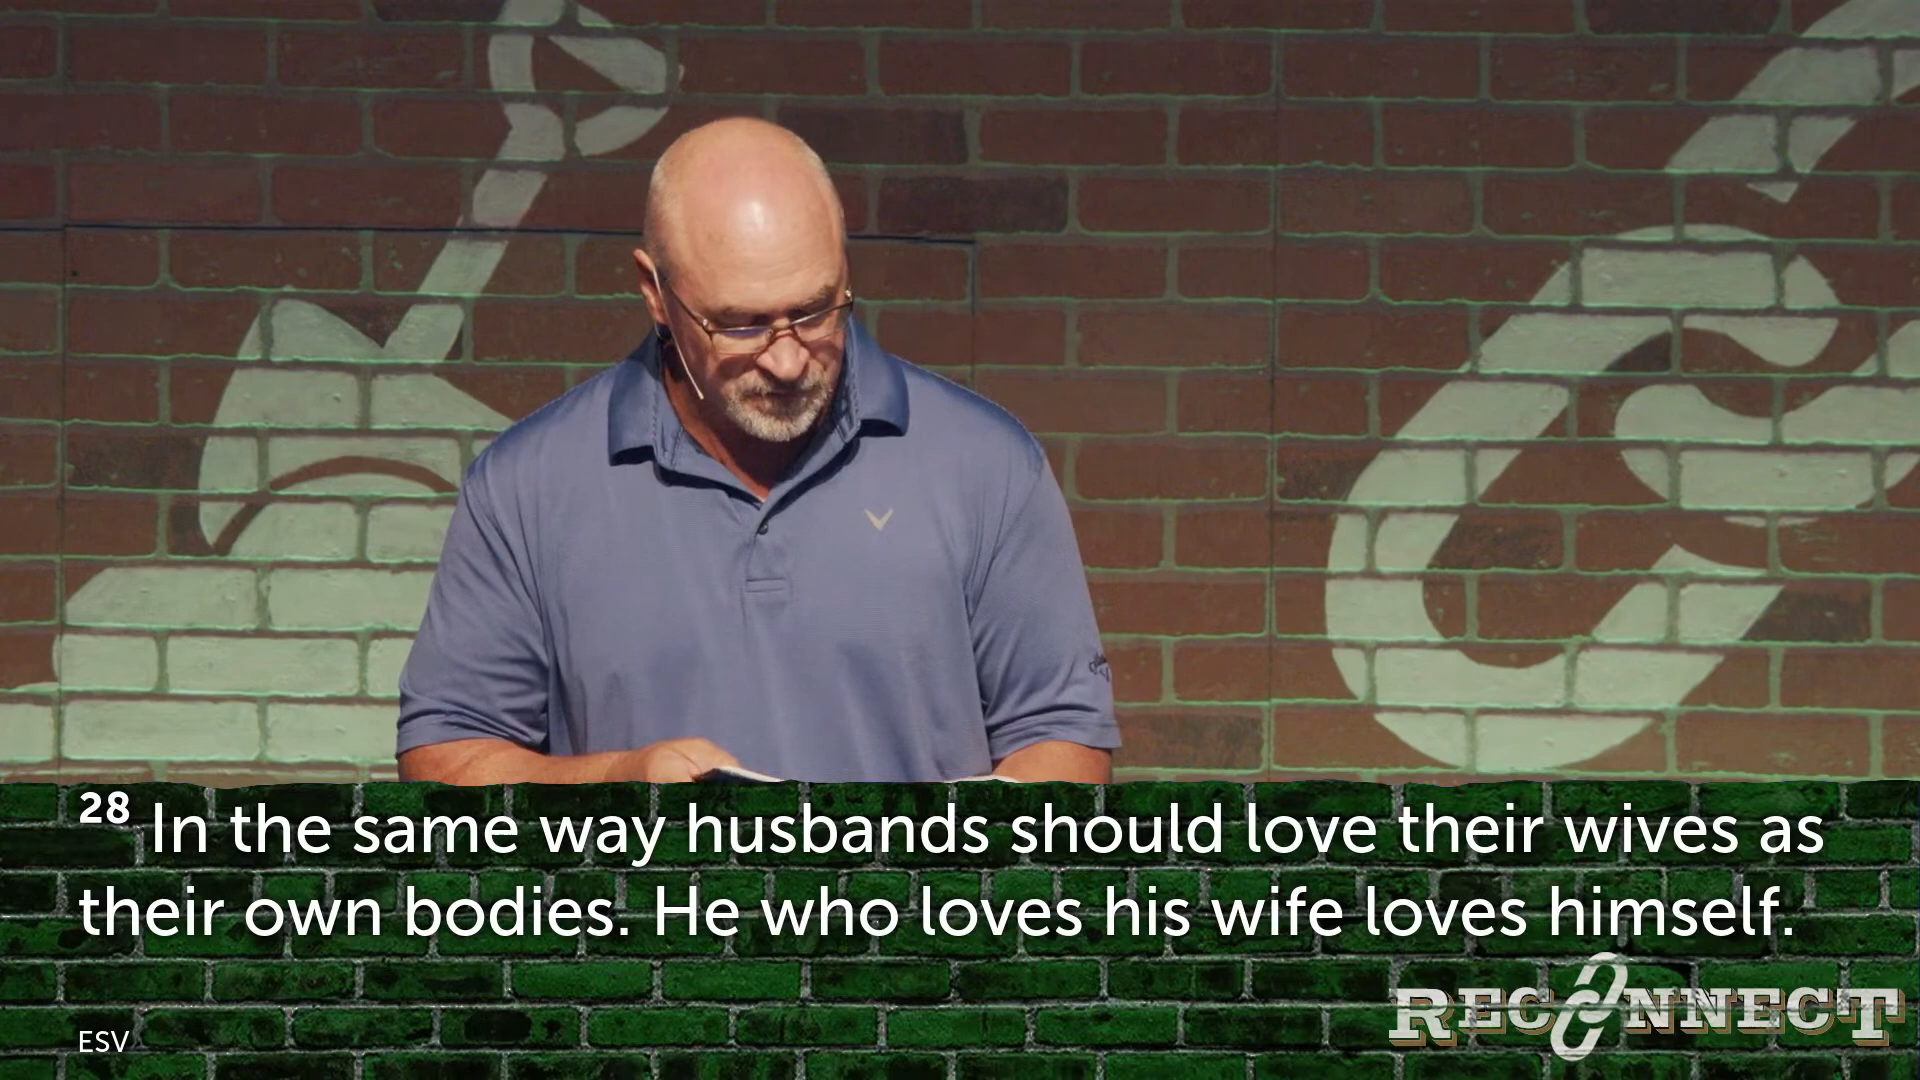 28 In the same way husbands should love their wives as
their own bodies. He who loves his wife loves himself.
RECONNECT
ESV